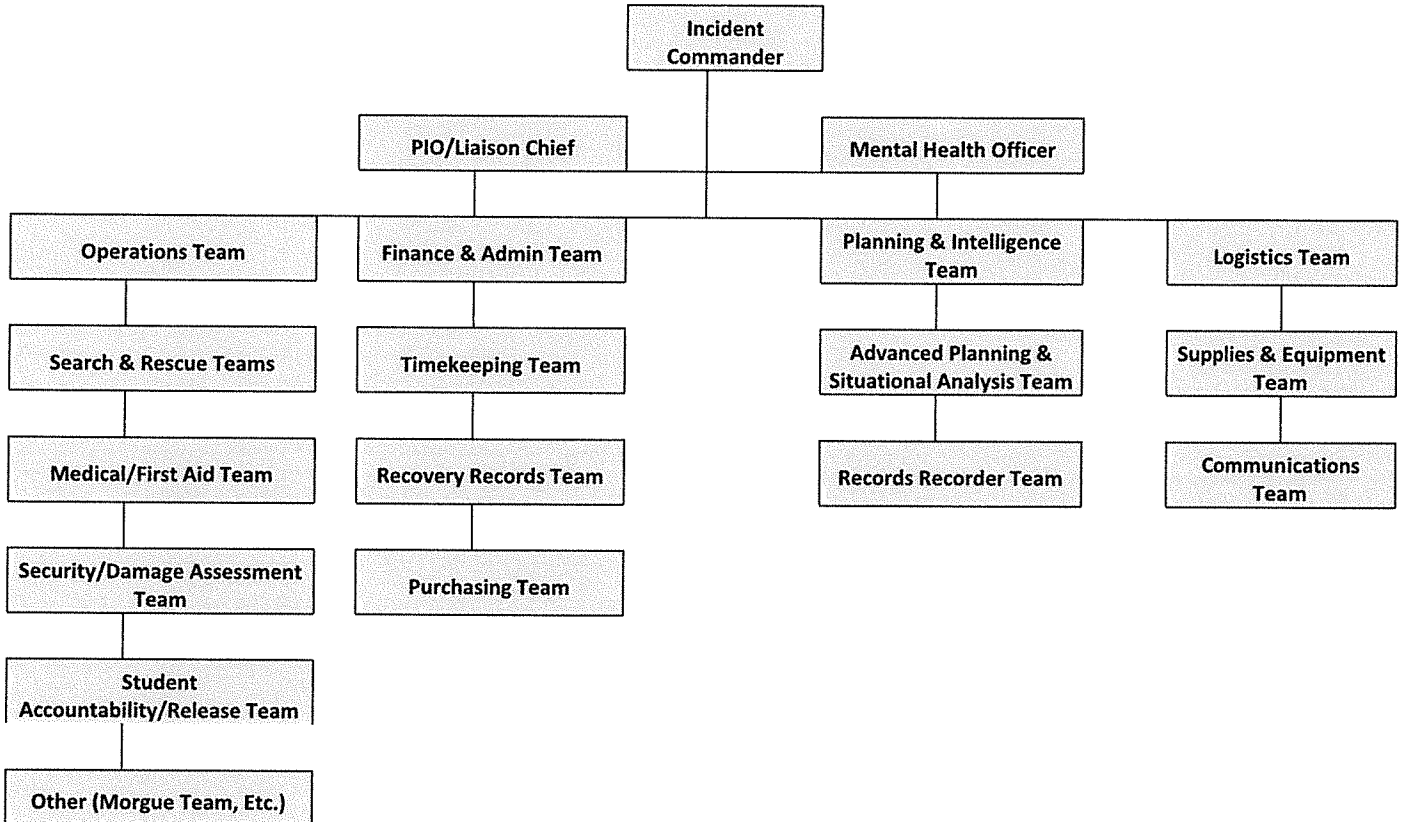 Incident
Commander
PIO/Liaison Chief
Mental Health Officer
Operations Team
Finance & Admin Team
Planning & Intelligence
Team
Logistics Team
Search & Rescue Teams
Timekeeping Team
Advanced Planning &
Situational Analysis Team
Supplies & Equipment
Team
Medical/First Aid Team
Recovery Records Team
Records Recorder Team
Communications
Team
Security/Damage Assessment
Team
Purchasing Team
Student
Accountability/Release Team
Other (Morgue Team, Etc.)